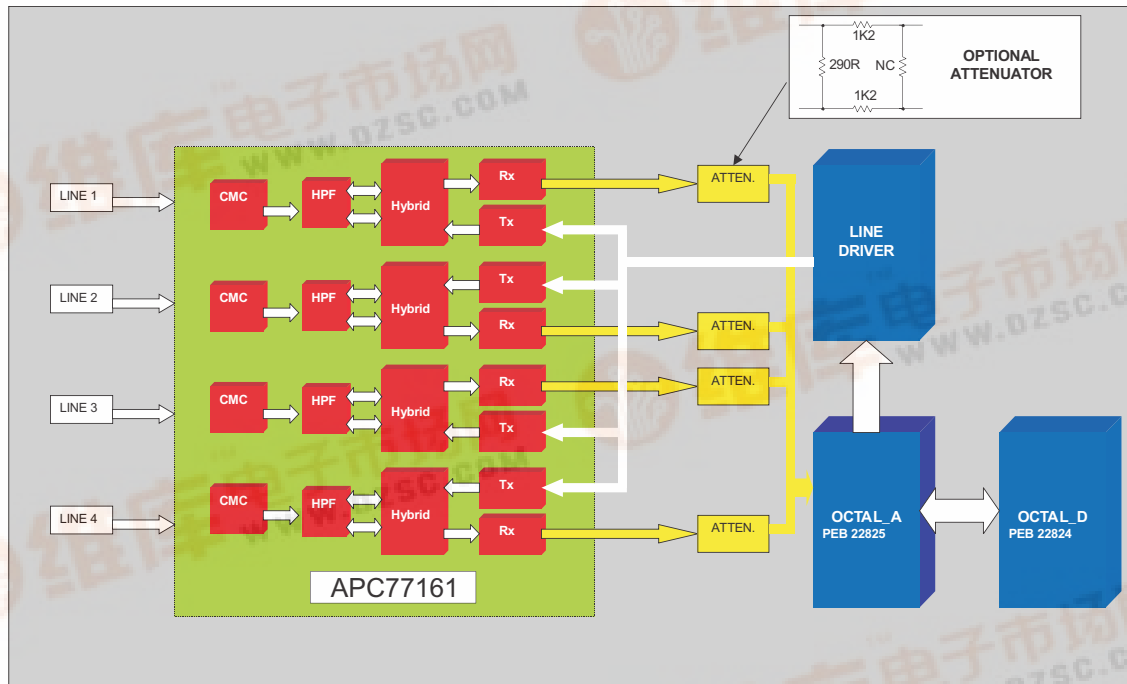 1K2
290R
NC
1K2
OPTIONAL
ATTENUATOR
LINE 1
CMC
HPF
Hybrid
Rx
Tx
ATTEN.
LINE
DRIVER
LINE 2
CMC
HPF
Hybrid
Tx
Rx
ATTEN.
LINE 3
CMC
HPF
Hybrid
Rx
Tx
ATTEN.
LINE 4
CMC
HPF
Hybrid
Tx
Rx
ATTEN.
OCTAL_A
PEB 22825
OCTAL_D
PEB 22824
APC77161
维库电子市场网
WWW.DZSC.COM